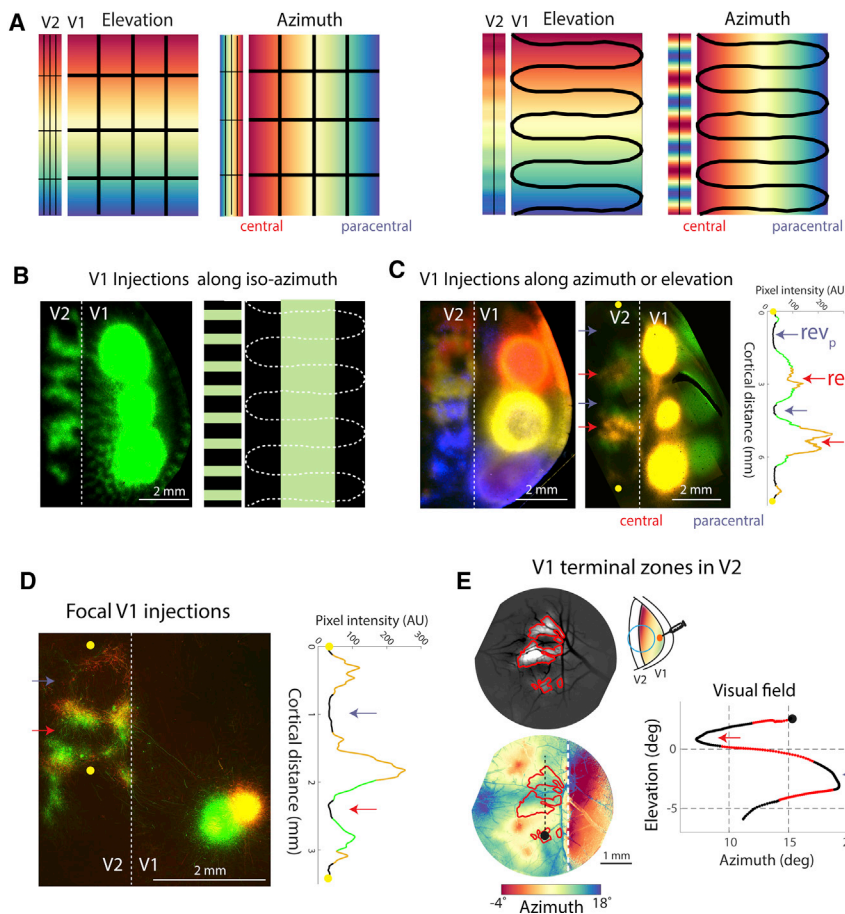 A
V2 V1 Elevation
Azimuth
central
paracentral
V2 V1 Elevation
Azimuth
central
paracentral
B
V1 Injections along iso-azimuth
V2
V1
2 mm
C
V1 Injections along azimuth or elevation
V2
V1
2 mm
V2
V1
2 mm
central
paracentral
Pixel intensity (AU)
0 100 200
0
3
6
Cortical distance (mm)
revp
re
D
Focal V1 injections
V2 V1
2 mm
Pixel intensity (AU)
100 200 300
0
1
2
3
Cortical distance (mm)
E
V1 terminal zones in V2
V2
V1
1 mm
-4° 18°
Azimuth
Visual field
Elevation (deg)
0
-5
10 15 2
Azimuth (deg)